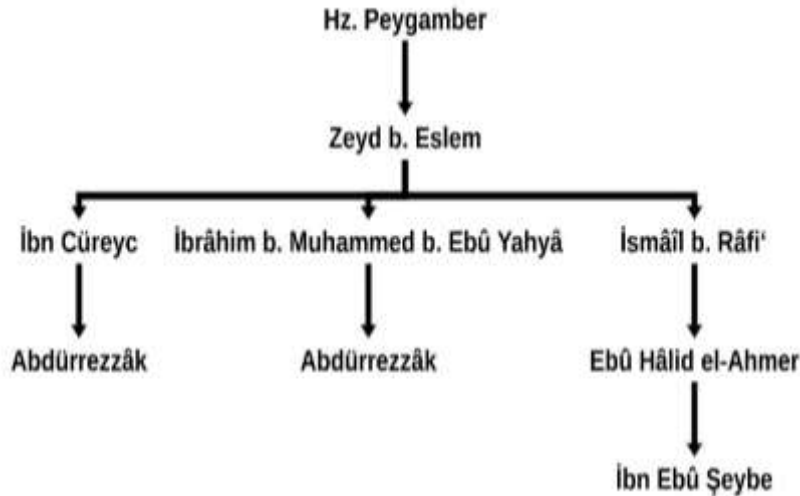 Hz. Peygamber
Zeyd b. Eslem
İbn Cüreyc İbrâhim b. Muhammed b. Ebû Yahyâ İsmâîl b. Râfi‘
Abdürrezzâk Abdürrezzâk Ebû Hâlid el-Ahmer
İbn Ebû Şeybe